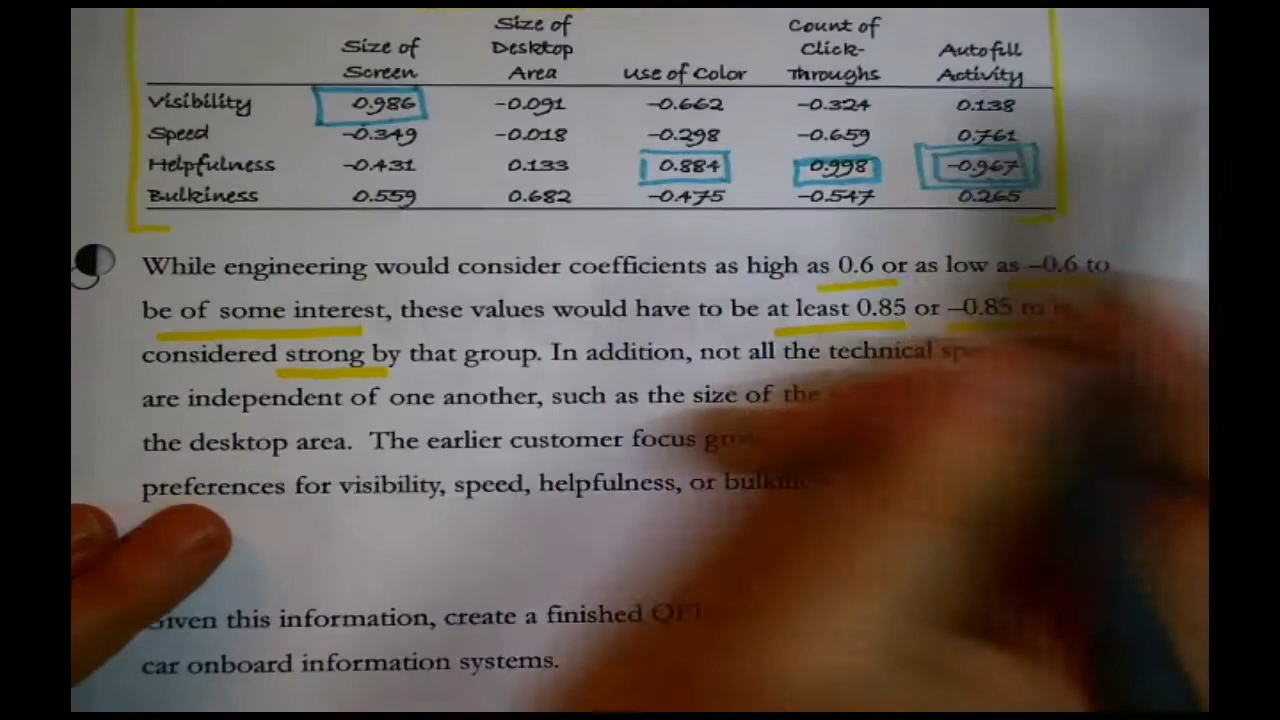 Size of Screen Size of Desktop Area Use of Color Count of Click-Throughs Autofill Activity
Visibility 0.986 -0.091 -0.662 -0.324 0.138
Speed -0.349 -0.018 -0.298 -0.659 0.761
Helpfulness -0.431 0.133 0.884 0.998 -0.967
Bulkiness 0.559 0.682 -0.475 -0.547 0.265
While engineering would consider coefficients as high as 0.6 or as low as –0.6 to
be of some interest, these values would have to be at least 0.85 or –0.85 to
considered strong by that group. In addition, not all the technical
are independent of one another, such as the size of the
the desktop area. The earlier customer focus
preferences for visibility, speed, helpfulness, or
Given this information, create a finished
car onboard information systems.